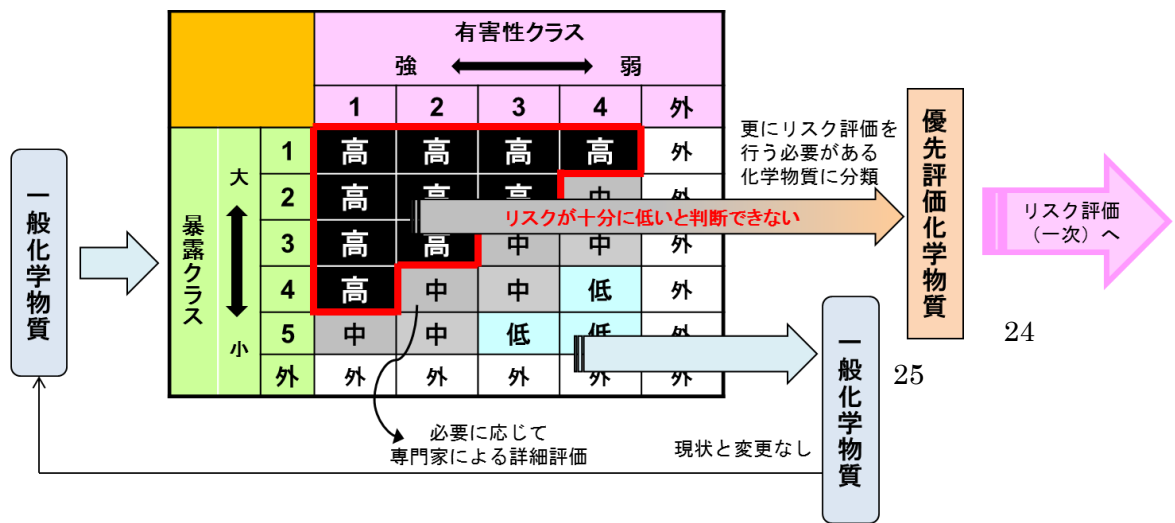 有害性クラス
強 弱
1 2 3 4 外
暴露クラス
大
小
1 高 高 高 高 外
2 高 高 高 中 外
3 高 高 中 中 外
4 高 中 中 低 外
5 中 中 低 低 外
外 外 外 外 外 外
一般化学物質
リスクが十分に低いと判断できない
更にリスク評価を
行う必要がある
化学物質に分類
優先評価化学物質
リスク評価
(一次)へ
24
25
一般化学物質
必要に応じて
専門家による詳細評価
現状と変更なし